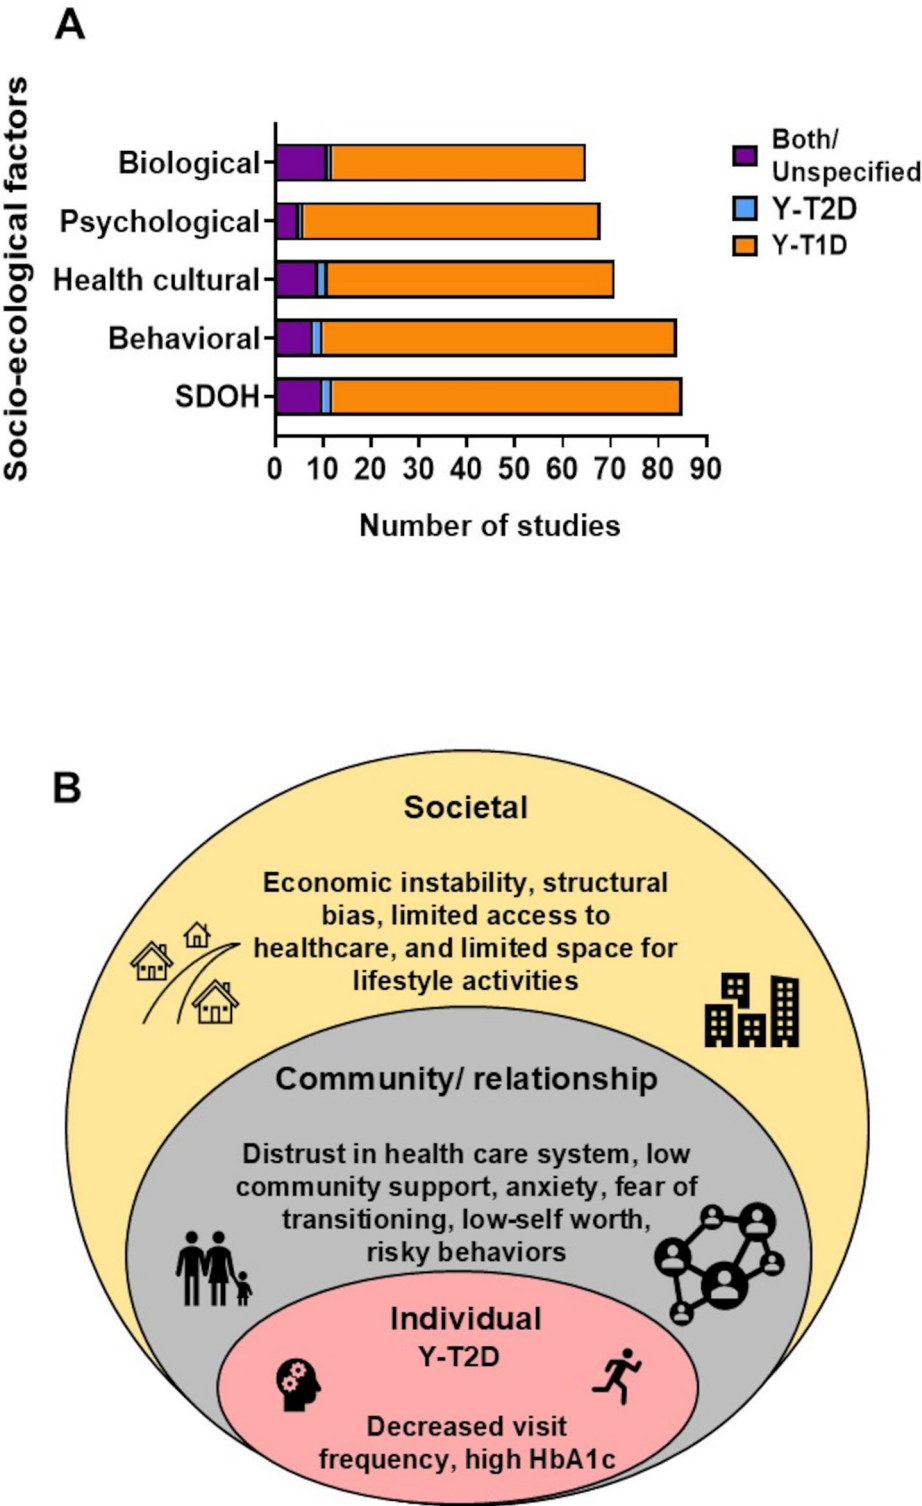 A
Socio-ecological factors
Biological
Psychological
Health cultural
Behavioral
SDOH
0 10 20 30 40 50 60 70 80 90
Number of studies
Both/
Unspecified
Y-T2D
Y-T1D
B
Societal
Economic instability, structural
bias, limited access to
healthcare, and limited space for
lifestyle activities
Community/ relationship
Distrust in health care system, low
community support, anxiety, fear of
transitioning, low-self worth,
risky behaviors
Individual
Y-T2D
Decreased visit
frequency, high HbA1c